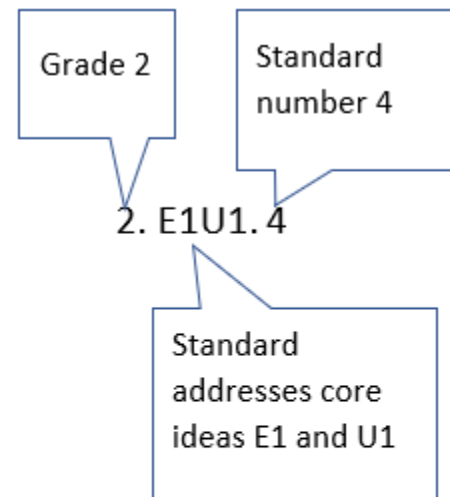 Grade 2
Standard
number 4
2. E1U1. 4
Standard
addresses core
ideas E1 and U1